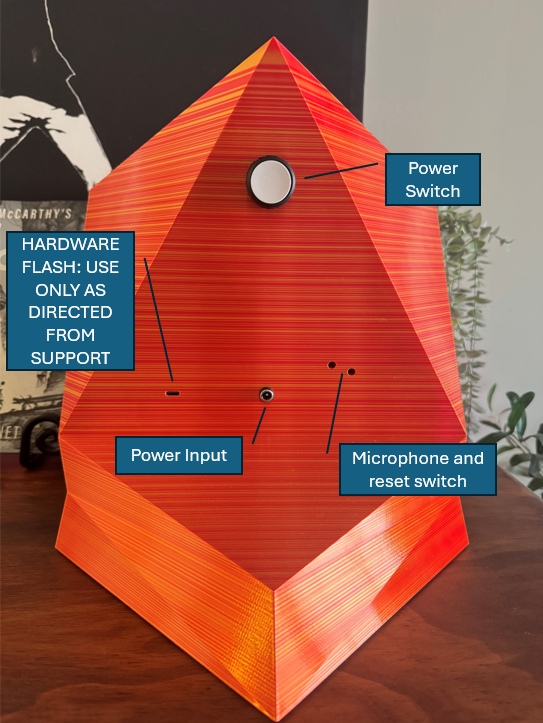 Power
Switch
McCARTHY'S
HARDWARE
FLASH: USE
ONLY AS
DIRECTED
FROM
SUPPORT
Power Input
Microphone and
reset switch